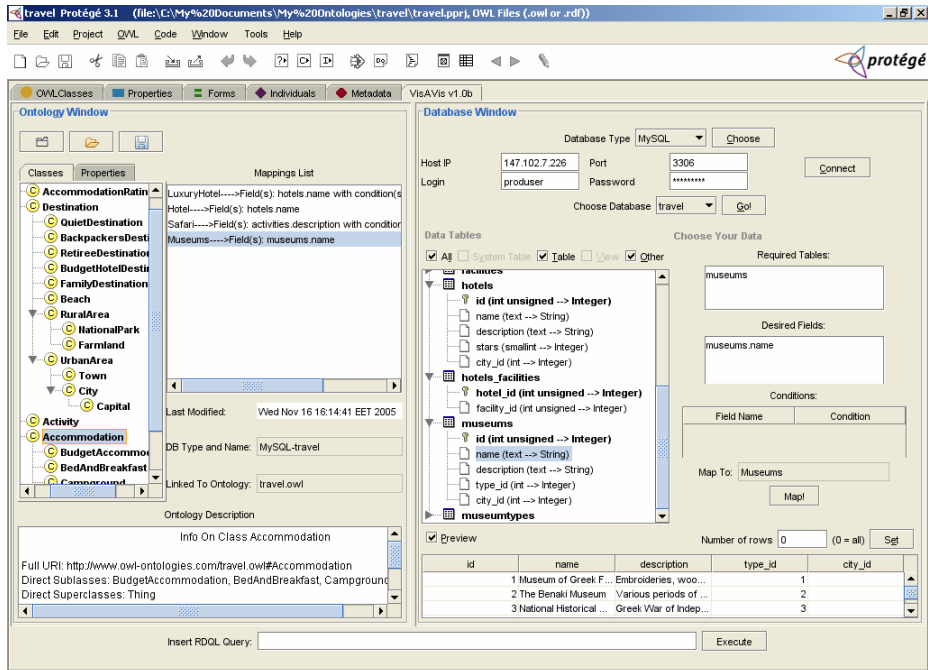 travel Protégé 3.1 (file:\C:\My%20Documents\My%20Ontologies\travel\travel.pprj, OWL Files (.owl or .rdf))
File Edit Project OWL Code Window Tools Help
protégé
OWLClasses Properties Forms Individuals Metadata VisAVis v1.0b
Ontology Window
Classes Properties
AccommodationRatin
Destination
QuietDestination
BackpackersDesti
RetireeDestination
BudgetHotelDestin
FamilyDestination
Beach
RuralArea
NationalPark
Farmland
UrbanArea
Town
City
Capital
Activity
Accommodation
BudgetAccommod
BedAndBreakfast
Campground
Mappings List
LuxuryHotel---->Field(s): hotels.name with condition(s
Hotel---->Field(s): hotels.name
Safari---->Field(s): activities.description with condition
Museums---->Field(s): museums.name
Last Modified: Wed Nov 16 16:14:41 EET 2005
DB Type and Name: MySQL-travel
Linked To Ontology: travel.owl
Ontology Description
Info On Class Accommodation
Full URI: http://www.owl-ontologies.com/travel.owl#Accommodation
Direct Sublasses: BudgetAccommodation, BedAndBreakfast, Campground
Direct Superclasses: Thing
Database Window
Database Type MySQL Choose
Host IP 147.102.7.226 Port 3306
Connect
Login produser Password *********
Choose Database travel Go!
Data Tables
All System Table Table View Other
facilities
hotels
id (int unsigned --> Integer)
name (text --> String)
description (text --> String)
stars (smallint --> Integer)
city_id (int --> Integer)
hotels_facilities
hotel_id (int unsigned --> Integer)
facility_id (int unsigned --> Integer)
museums
id (int unsigned --> Integer)
name (text --> String)
description (text --> String)
type_id (int --> Integer)
city_id (int --> Integer)
museumtypes
Choose Your Data
Required Tables:
museums
Desired Fields:
museums.name
Conditions:
Field Name Condition
Map To: Museums
Map!
Preview
Number of rows 0 (0 = all) Set
id name description type_id city_id
1 Museum of Greek F... Embroideries, woo... 1
2 The Benaki Museum Various periods of ... 2
3 National Historical ... Greek War of Indep... 3
Insert RDQL Query: Execute